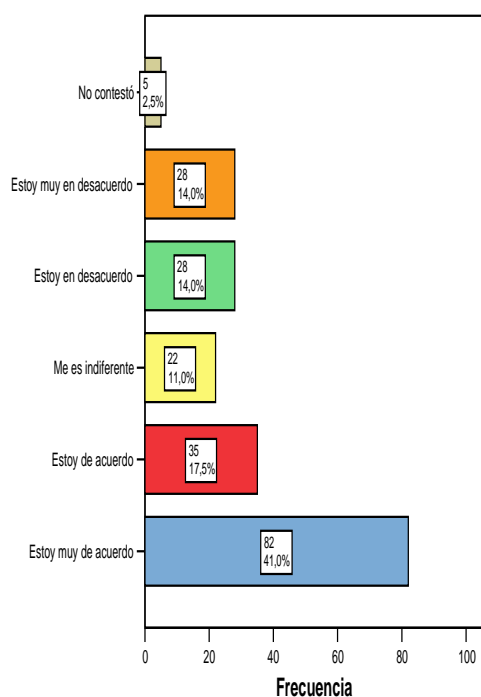 No contestó
5
2,5%
Estoy muy en desacuerdo
28
14,0%
Estoy en desacuerdo
28
14,0%
Me es indiferente
22
11,0%
Estoy de acuerdo
35
17,5%
Estoy muy de acuerdo
82
41,0%
0 20 40 60 80 100
Frecuencia